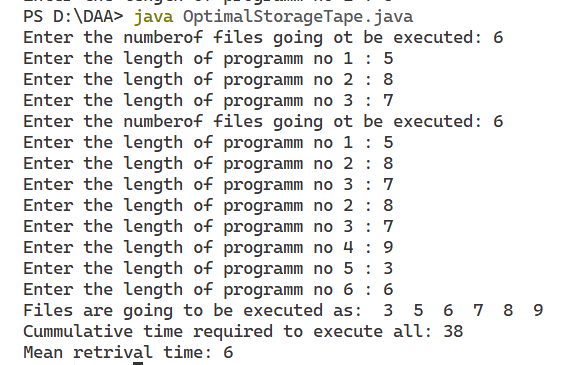 PS D:\DAA> java OptimalStorageTape.java
Enter the numberof files going ot be executed: 6
Enter the length of programm no 1 : 5
Enter the length of programm no 2 : 8
Enter the length of programm no 3 : 7
Enter the numberof files going ot be executed: 6
Enter the length of programm no 1 : 5
Enter the length of programm no 2 : 8
Enter the length of programm no 3 : 7
Enter the length of programm no 2 : 8
Enter the length of programm no 3 : 7
Enter the length of programm no 4 : 9
Enter the length of programm no 5 : 3
Enter the length of programm no 6 : 6
Files are going to be executed as:  3  5  6  7  8  9
Cummulative time required to execute all: 38
Mean retrival time: 6